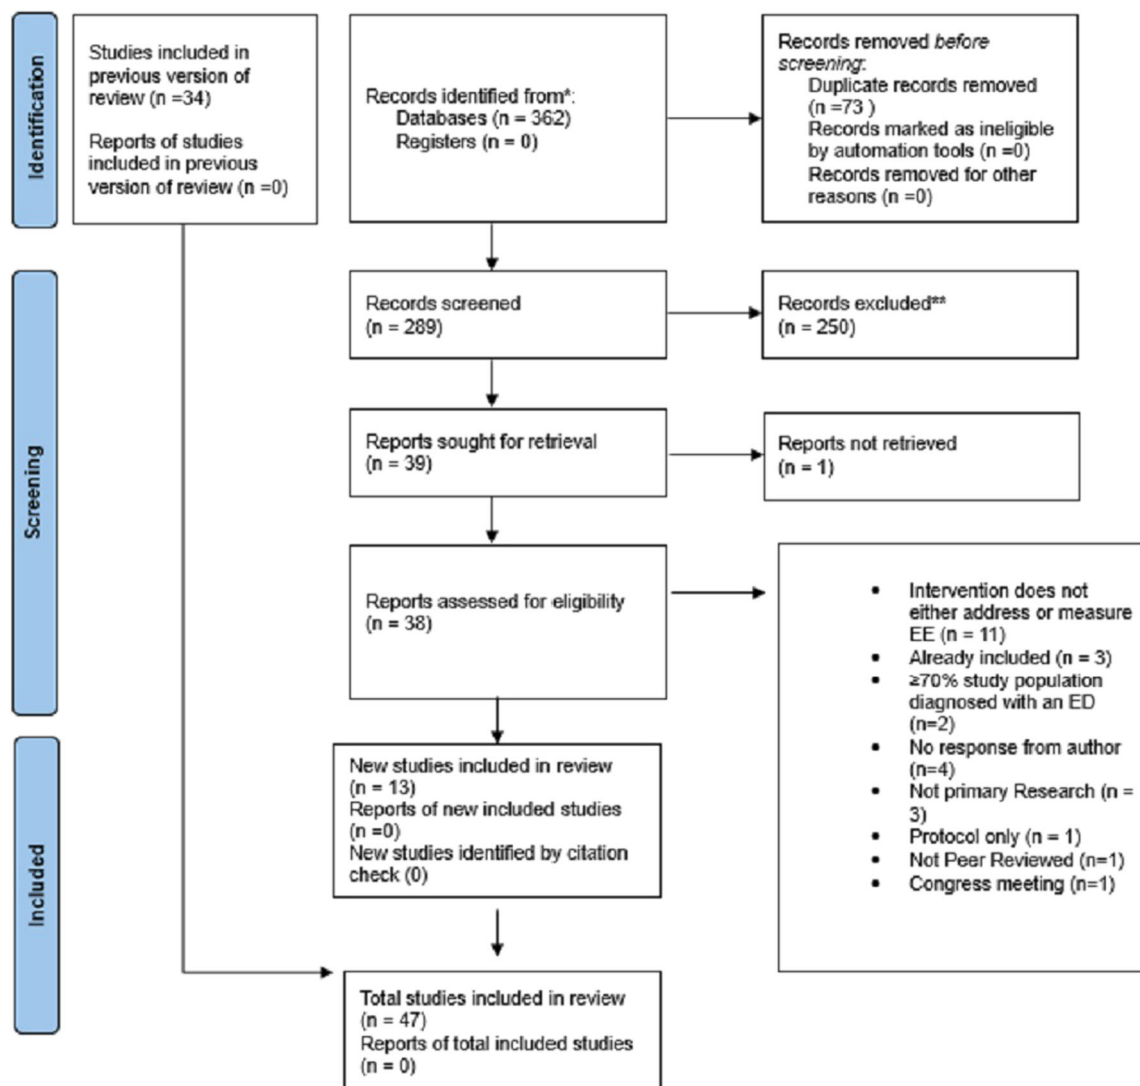 Identification
Studies included in
previous version of
review (n =34)
Reports of studies
included in previous
version of review (n =0)
Records identified from*:
Databases (n = 362)
Registers (n = 0)
Records removed before
screening:
Duplicate records removed
(n =73 )
Records marked as ineligible
by automation tools (n =0)
Records removed for other
reasons (n =0)
Screening
Records screened
(n = 289)
Records excluded**
(n = 250)
Reports sought for retrieval
(n = 39)
Reports not retrieved
(n = 1)
Reports assessed for eligibility
(n = 38)
• Intervention does not
either address or measure
EE (n = 11)
• Already included (n = 3)
• ≥70% study population
diagnosed with an ED
(n=2)
• No response from author
(n=4)
• Not primary Research (n =
3)
• Protocol only (n = 1)
• Not Peer Reviewed (n=1)
• Congress meeting (n=1)
Included
New studies included in review
(n = 13)
Reports of new included studies
(n =0)
New studies identified by citation
check (0)
Total studies included in review
(n = 47)
Reports of total included studies
(n = 0)